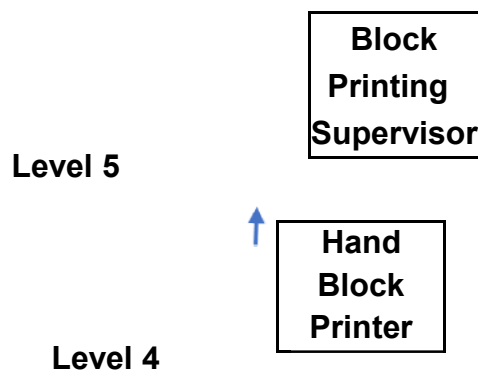 Block
Printing
Supervisor
Level 5
Hand
Block
Printer
Level 4